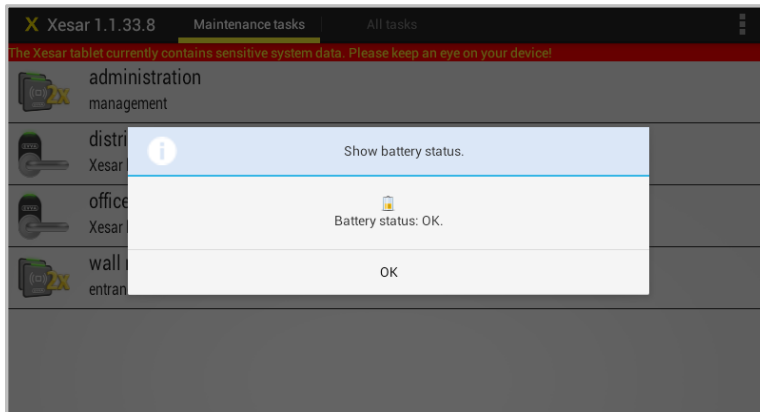 X Xesar 1.1.33.8 Maintenance tasks All tasks
The Xesar tablet currently contains sensitive system data. Please keep an eye on your device!
administration
2x
management
distri
Xesar
Show battery status.
office
Xesar
Battery status: OK.
wall
2x
entran
OK